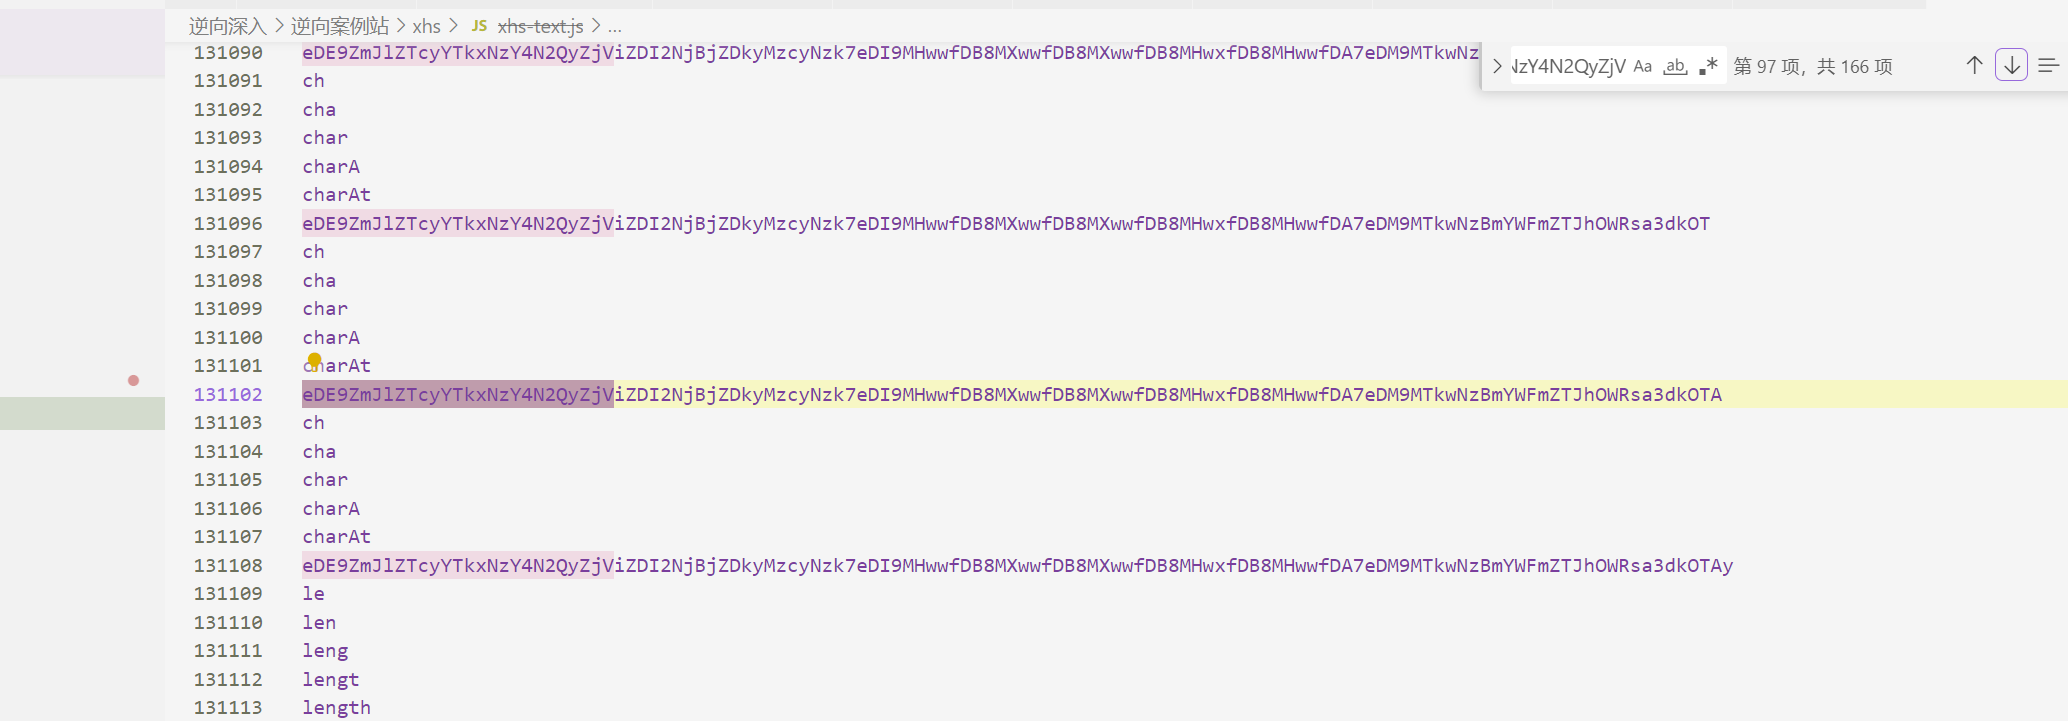 逆向深入 > 逆向案例站 > xhs > JS xhs-text.js > ...
131090 eDE9ZmJlZTcyYTkxNzY4N2QyZjViZDI2NjBjZDkyMzcyNzk7eDI9MHwwfDB8MXwwfDB8MXwwfDB8MHwxfDB8MHwwfDA7eDM9MTkwNz
NzY4N2QyZjV Aa ab .* 第 97 项，共 166 项
131091 ch
131092 cha
131093 char
131094 charA
131095 charAt
131096 eDE9ZmJlZTcyYTkxNzY4N2QyZjViZDI2NjBjZDkyMzcyNzk7eDI9MHwwfDB8MXwwfDB8MXwwfDB8MHwxfDB8MHwwfDA7eDM9MTkwNzBmYWFmZTJhOWRsa3dkOT
131097 ch
131098 cha
131099 char
131100 charA
131101 charAt
131102 eDE9ZmJlZTcyYTkxNzY4N2QyZjViZDI2NjBjZDkyMzcyNzk7eDI9MHwwfDB8MXwwfDB8MXwwfDB8MHwxfDB8MHwwfDA7eDM9MTkwNzBmYWFmZTJhOWRsa3dkOTA
131103 ch
131104 cha
131105 char
131106 charA
131107 charAt
131108 eDE9ZmJlZTcyYTkxNzY4N2QyZjViZDI2NjBjZDkyMzcyNzk7eDI9MHwwfDB8MXwwfDB8MXwwfDB8MHwxfDB8MHwwfDA7eDM9MTkwNzBmYWFmZTJhOWRsa3dkOTAy
131109 le
131110 len
131111 leng
131112 lengt
131113 length